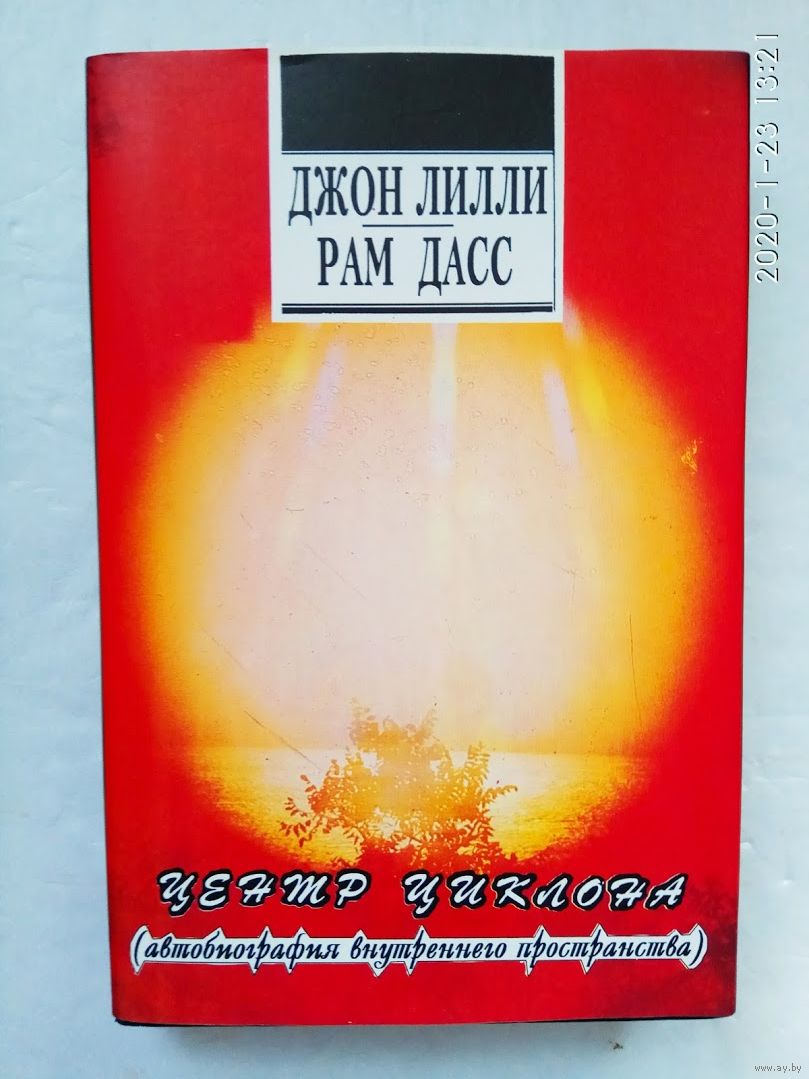 ДЖОН ЛИЛЛИ
РАМ ДАСС
ЦЕНТР ЦИКЛОНА
(автобиография внутреннего пространства)
2020-1-23 13:21
www.ay.by